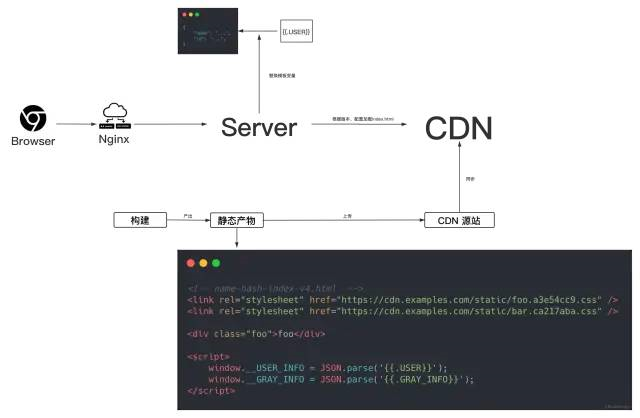 {{.USER}}
替换模板变量
Browser
Nginx
Server
CDN
根据版本、配置克隆index.html
同步
构建
产出
静态产物
上传
CDN 源站
<!-- name-hash-index-v4.html -->
<link rel="stylesheet" href="https://cdn.examples.com/static/foo.a3e54cc9.css" />
<link rel="stylesheet" href="https://cdn.examples.com/static/bar.ca217aba.css" />
<div class="foo">foo</div>
<script>
window.__USER_INFO = JSON.parse('{{.USER}}');
window.__GRAY_INFO = JSON.parse('{{.GRAY_INFO}}');
</script>